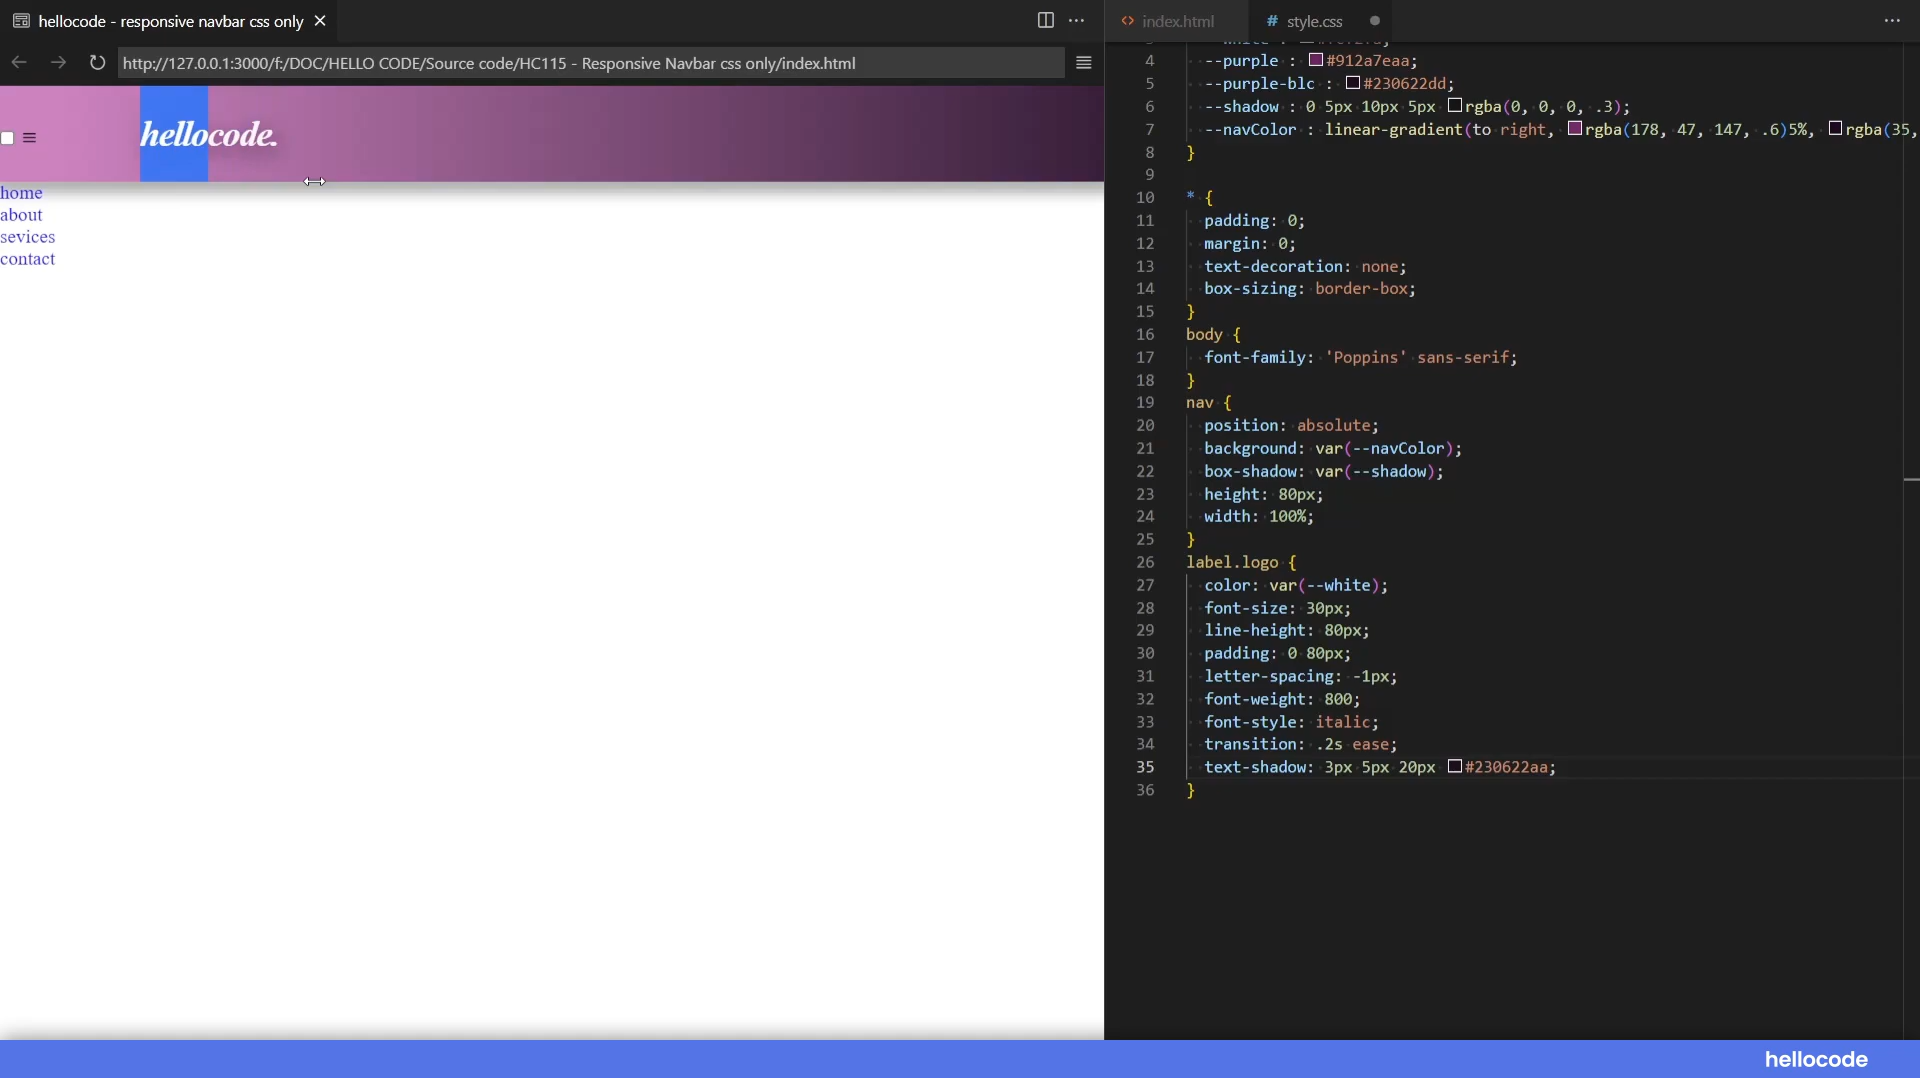 hellocode - responsive navbar css only
http://127.0.0.1:3000/f:/DOC/HELLO CODE/Source code/HC115 - Responsive Navbar css only/index.html
hellocode.
home
about
sevices
contact
index.html
# style.css
4 --purple : #912a7eaa;
5 --purple-blc : #230622dd;
6 --shadow : 0 5px 10px 5px rgba(0, 0, 0, .3);
7 --navColor : linear-gradient(to right, rgba(178, 47, 147, .6)5%, rgba(35,
8 }
9
10 * {
11 padding: 0;
12 margin: 0;
13 text-decoration: none;
14 box-sizing: border-box;
15 }
16 body {
17 font-family: 'Poppins' sans-serif;
18 }
19 nav {
20 position: absolute;
21 background: var(--navColor);
22 box-shadow: var(--shadow);
23 height: 80px;
24 width: 100%;
25 }
26 label.logo {
27 color: var(--white);
28 font-size: 30px;
29 line-height: 80px;
30 padding: 0 80px;
31 letter-spacing: -1px;
32 font-weight: 800;
33 font-style: italic;
34 transition: .2s ease;
35 text-shadow: 3px 5px 20px #230622aa;
36 }
hellocode